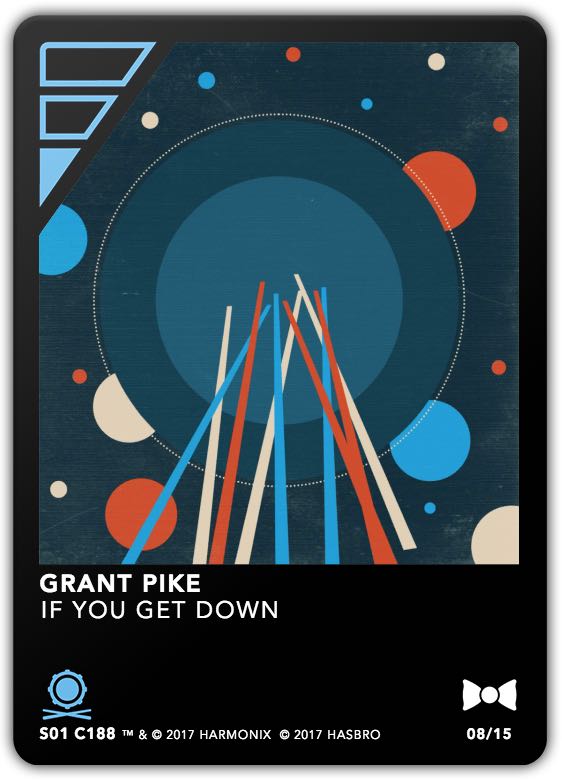 GRANT PIKE
IF YOU GET DOWN
S01 C188 ™ & © 2017 HARMONIX © 2017 HASBRO
08/15